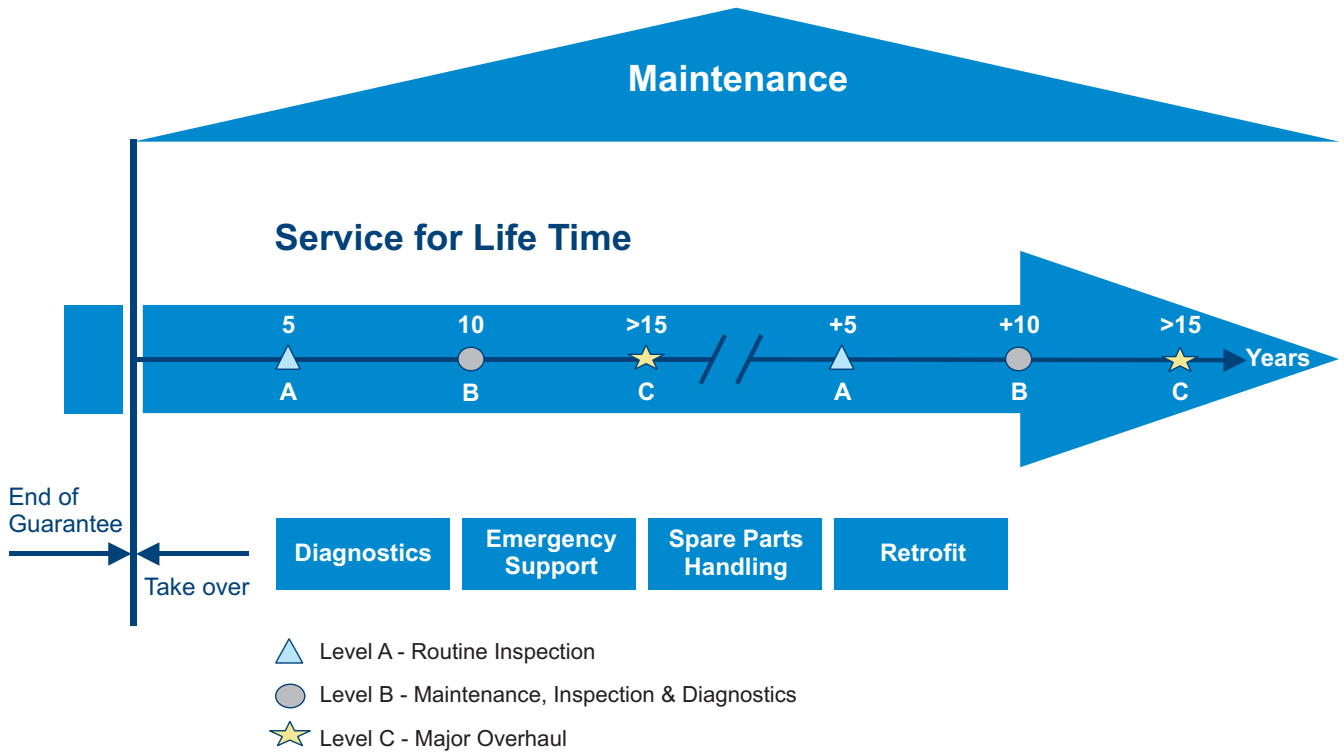 Maintenance
Service for Life Time
5 10 >15 +5 +10 >15
Years
A B C A B C
End of
Guarantee
Take over
Diagnostics
Emergency
Support
Spare Parts
Handling
Retrofit
Level A - Routine Inspection
Level B - Maintenance, Inspection & Diagnostics
Level C - Major Overhaul